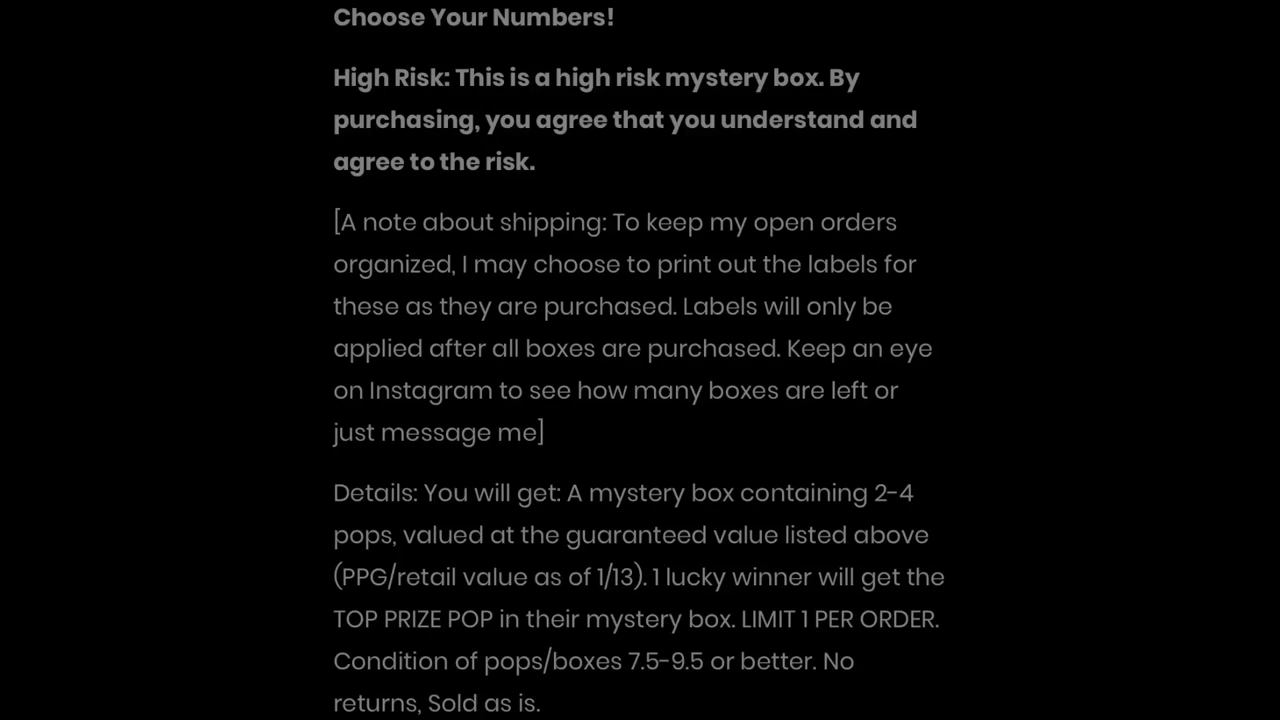 Choose Your Numbers!
High Risk: This is a high risk mystery box. By
purchasing, you agree that you understand and
agree to the risk.
[A note about shipping: To keep my open orders
organized, I may choose to print out the labels for
these as they are purchased. Labels will only be
applied after all boxes are purchased. Keep an eye
on Instagram to see how many boxes are left or
just message me]
Details: You will get: A mystery box containing 2-4
pops, valued at the guaranteed value listed above
(PPG/retail value as of 1/13). 1 lucky winner will get the
TOP PRIZE POP in their mystery box. LIMIT 1 PER ORDER.
Condition of pops/boxes 7.5-9.5 or better. No
returns, Sold as is.